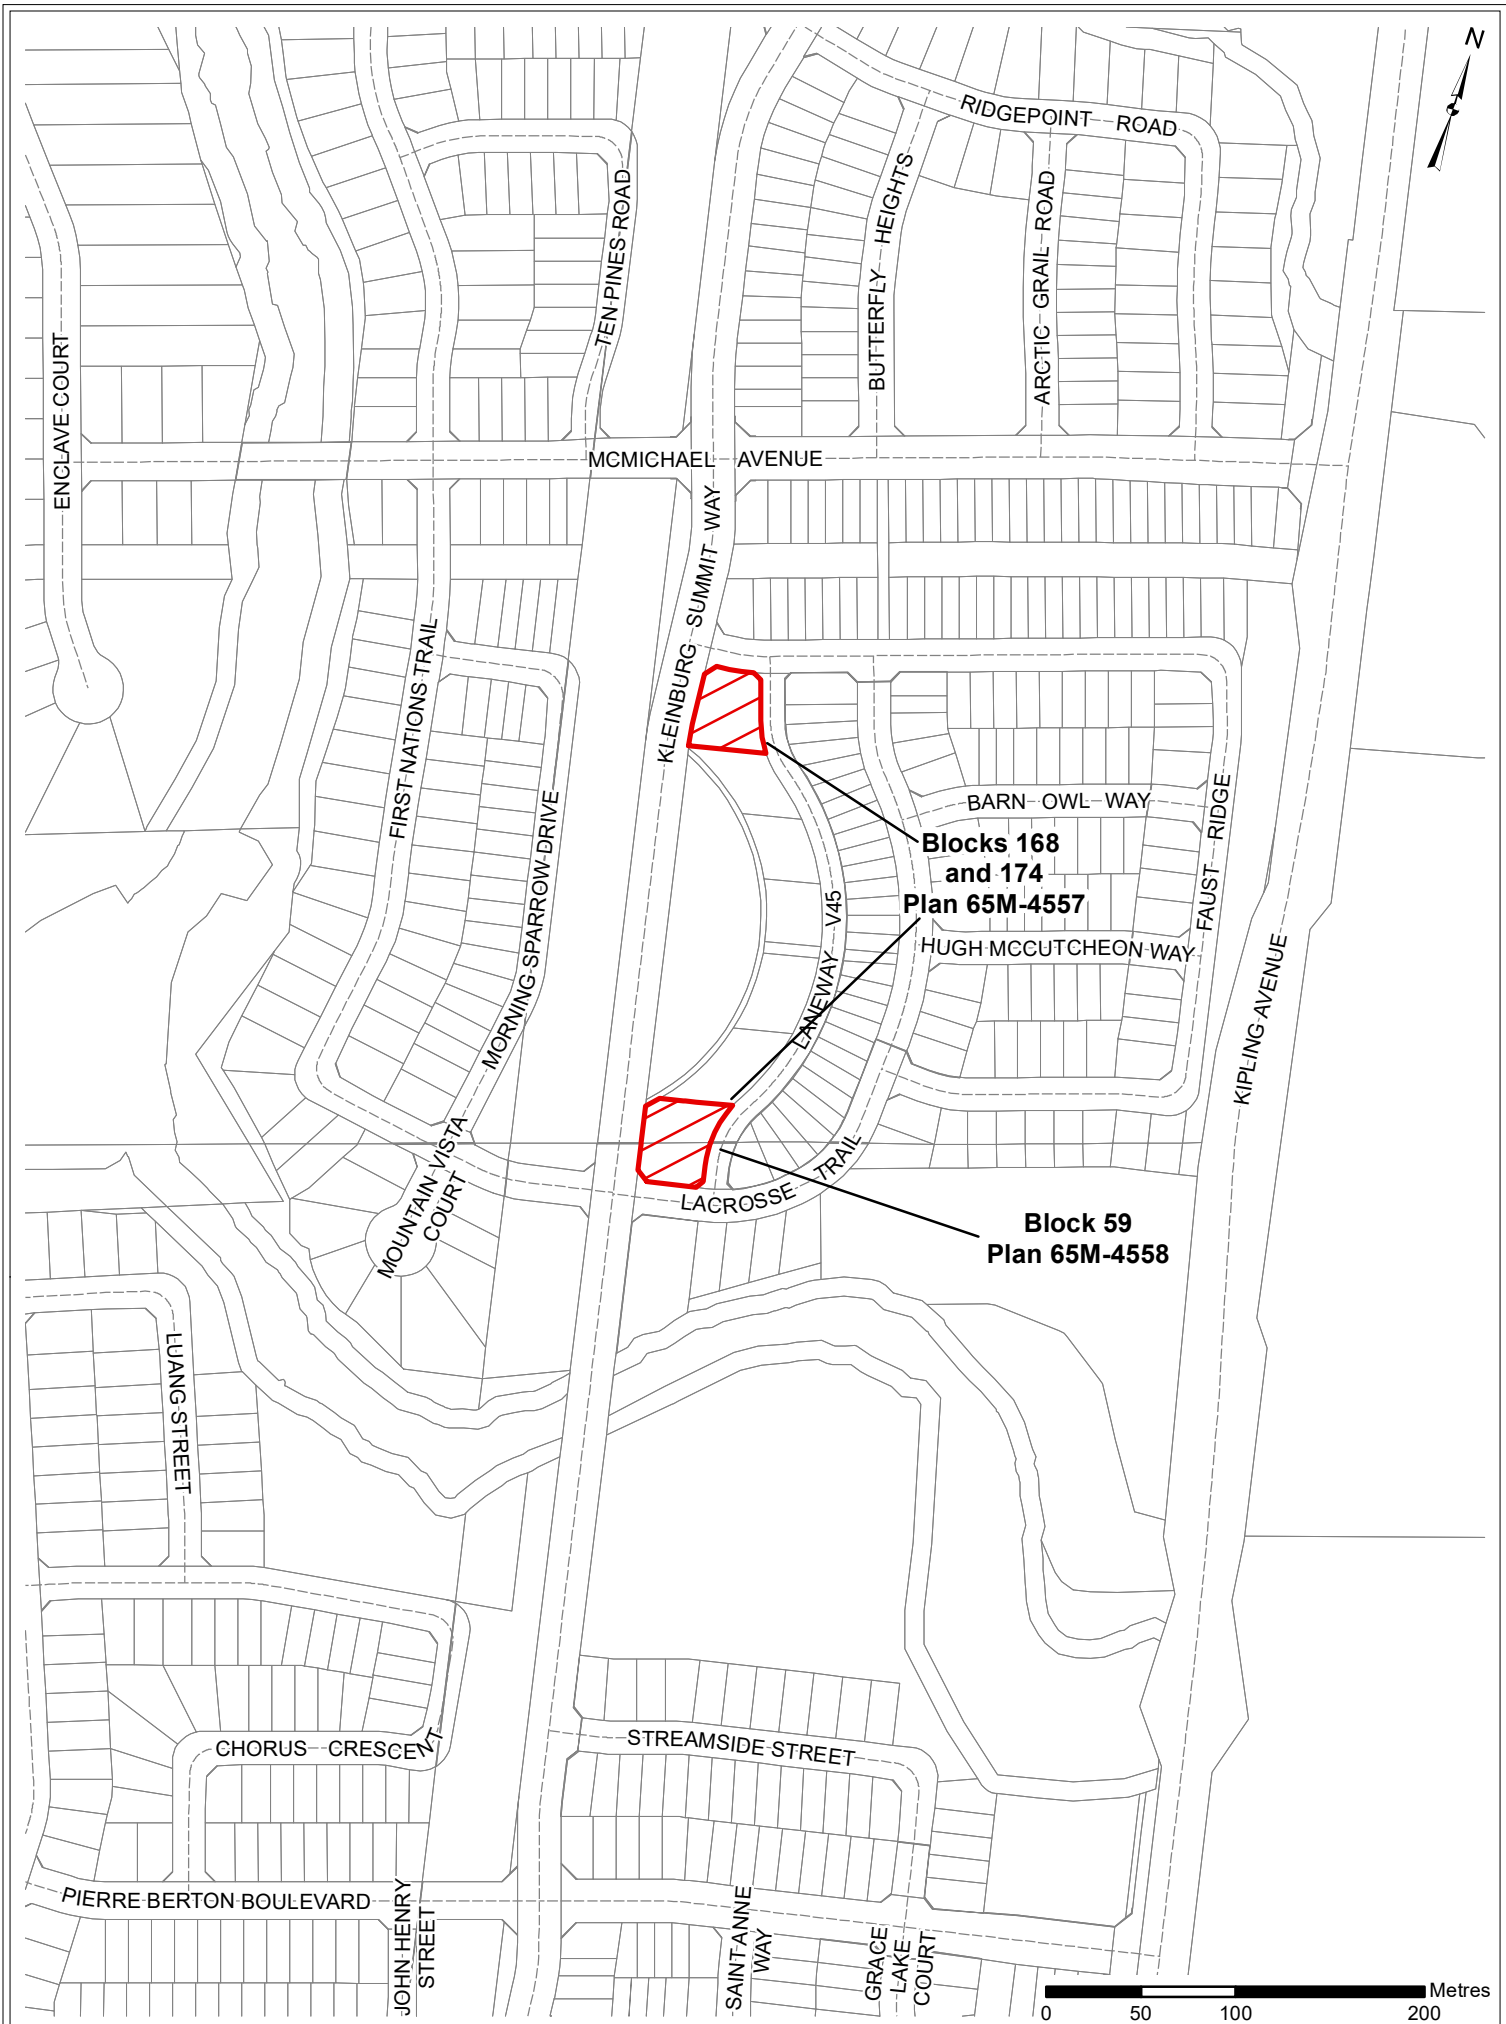 N
RIDGEPOINT ROAD
TEN PINES ROAD
BUTTERFLY HEIGHTS
ARCTIC GRAIL ROAD
ENCLAVE COURT
MCMICHAEL AVENUE
KLEINBURG SUMMIT WAY
FIRST NATIONS TRAIL
MORNING SPARROW DRIVE
BARN OWL WAY
FAUST RIDGE
Blocks 168
and 174
Plan 65M-4557
LANEWAY V45
HUGH MCCUTCHEON WAY
KIPLING AVENUE
MOUNTAIN VISTA
COURT
LACROSSE TRAIL
Block 59
Plan 65M-4558
LUANG STREET
CHORUS CRESCENT
STREAMSIDE STREET
PIERRE BERTON BOULEVARD
JOHN HENRY
STREET
SAINT ANNE
WAY
GRACE
LAKE
COURT
Metres
0 50 100 200